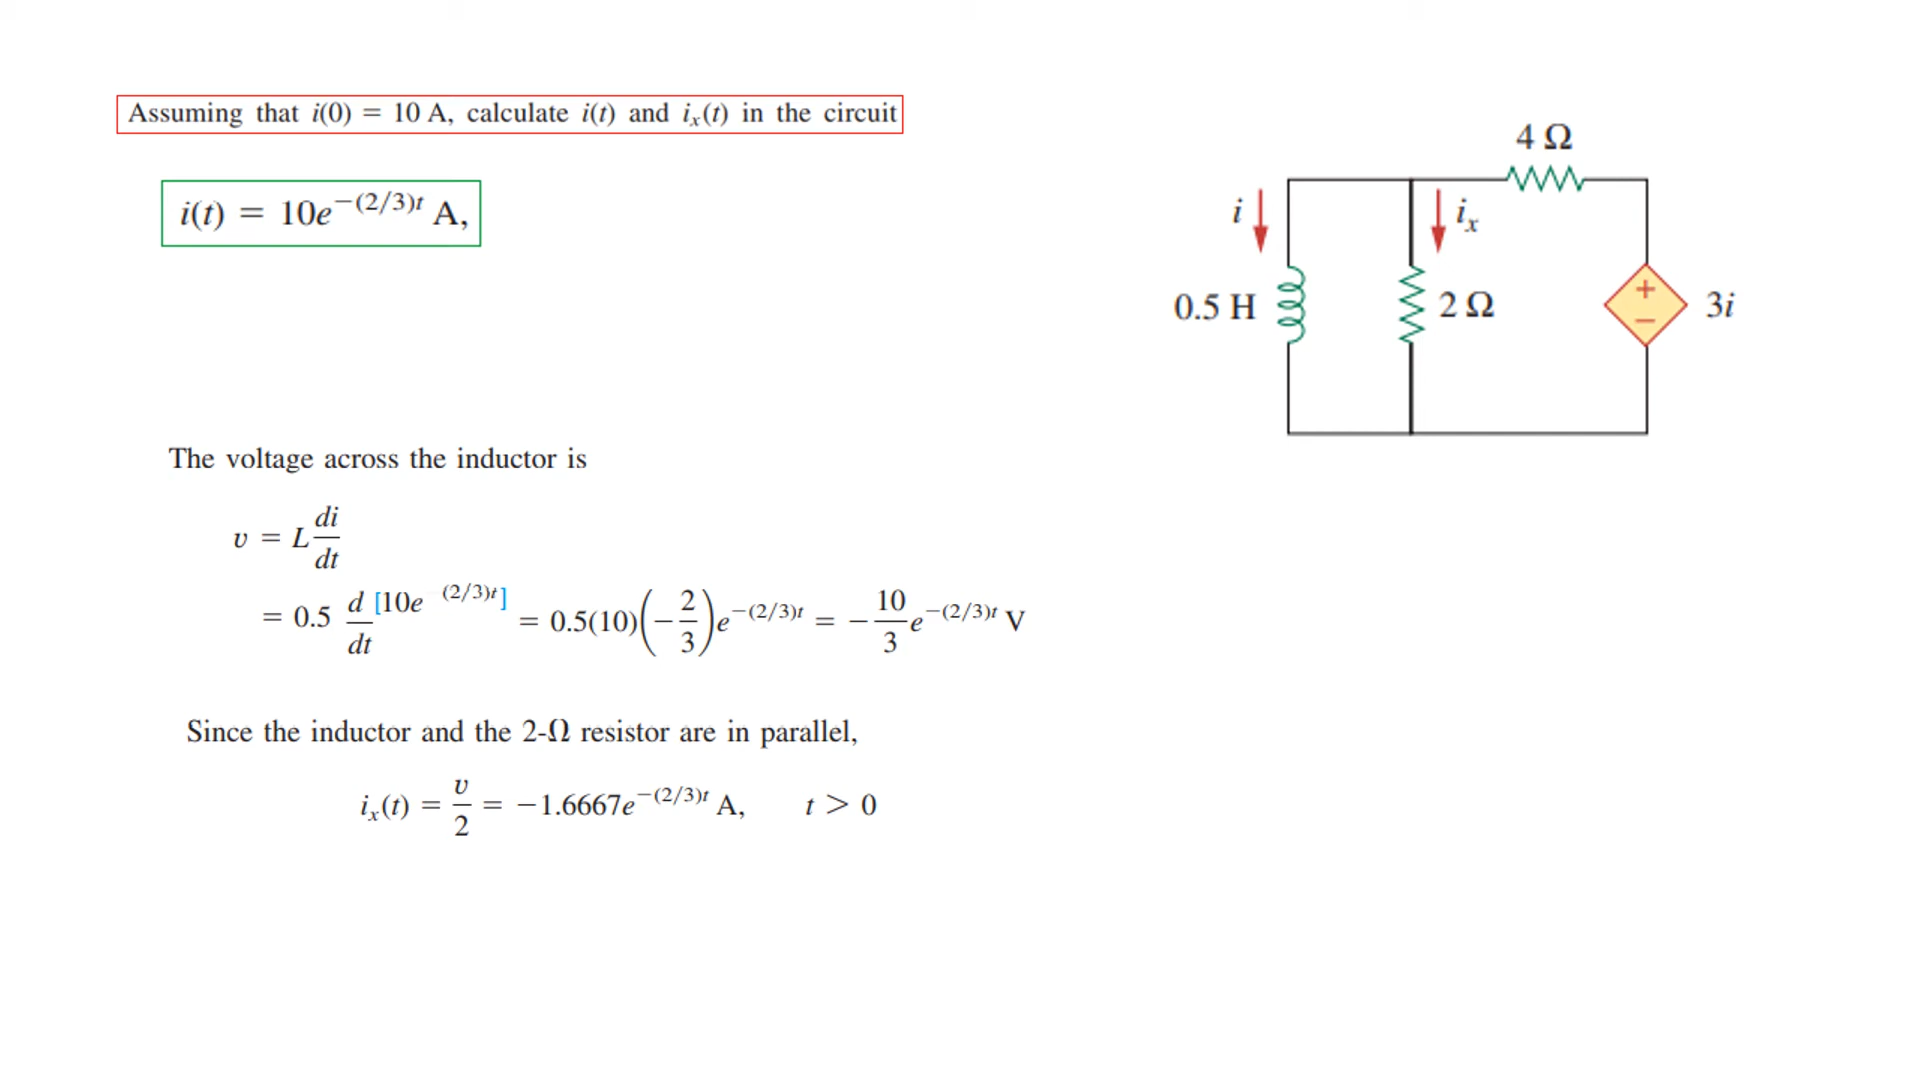 Assuming that i(0) = 10 A, calculate i(t) and iₓ(t) in the circuit
i(t) = 10e^−(2/3)t A,
4 Ω
i
iₓ
0.5 H
2 Ω
+
−
3i
The voltage across the inductor is
v = L di/dt
= 0.5 d/dt [10e (2/3)t] = 0.5(10)(−2/3)e^−(2/3)t = −10/3 e^−(2/3)t V
Since the inductor and the 2-Ω resistor are in parallel,
iₓ(t) = v/2 = −1.6667e^−(2/3)t A, t > 0